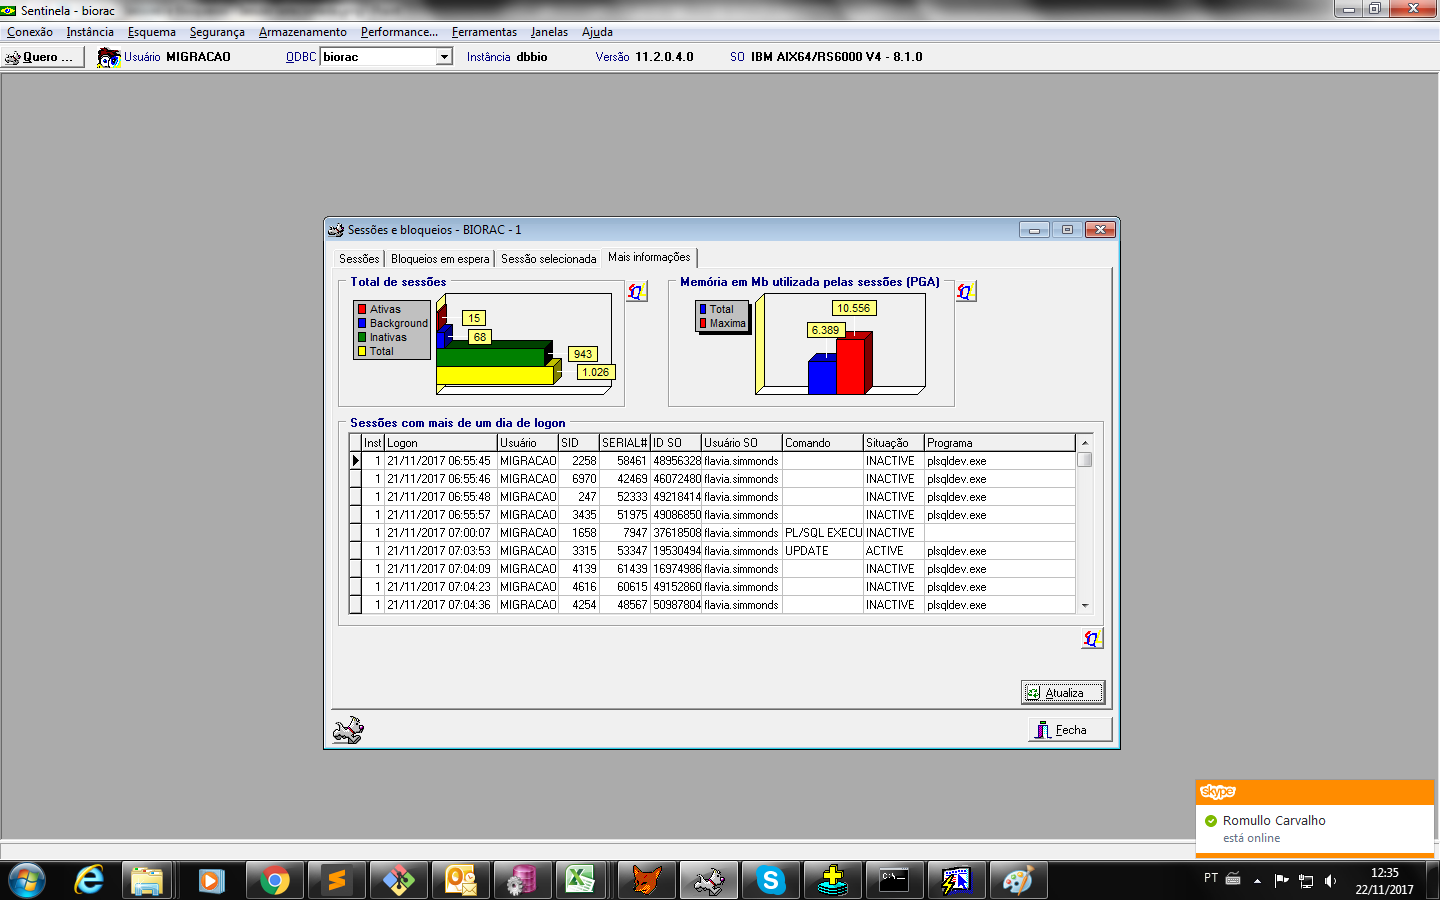 Sentinela - biorac
Conexão Instância Esquema Segurança Armazenamento Performance... Ferramentas Janelas Ajuda
Quero ... Usuário MIGRACAO ODBC biorac Instância dbbio Versão 11.2.0.4.0 SO IBM AIX64/RS6000 V4 - 8.1.0
Sessões e bloqueios - BIORAC - 1
Sessões Bloqueios em espera Sessão selecionada Mais informações
Total de sessões
Ativas
Background
Inativas
Total
15
68
943
1.026
Memória em Mb utilizada pelas sessões (PGA)
Total
Maxima
10.556
6.389
Sessões com mais de um dia de logon
Inst Logon Usuário SID SERIAL# ID SO Usuário SO Comando Situação Programa
1 21/11/2017 06:55:45 MIGRACAO 2258 58461 48956328 flavia.simmonds INACTIVE plsqldev.exe
1 21/11/2017 06:55:46 MIGRACAO 6970 42469 46072480 flavia.simmonds INACTIVE plsqldev.exe
1 21/11/2017 06:55:48 MIGRACAO 247 52333 49218414 flavia.simmonds INACTIVE plsqldev.exe
1 21/11/2017 06:55:57 MIGRACAO 3435 51975 49086850 flavia.simmonds INACTIVE plsqldev.exe
1 21/11/2017 07:00:07 MIGRACAO 1658 7947 37618508 flavia.simmonds PL/SQL EXECU INACTIVE
1 21/11/2017 07:03:53 MIGRACAO 3315 53347 19530494 flavia.simmonds UPDATE ACTIVE plsqldev.exe
1 21/11/2017 07:04:09 MIGRACAO 4139 61439 16974986 flavia.simmonds INACTIVE plsqldev.exe
1 21/11/2017 07:04:23 MIGRACAO 4616 60615 49152860 flavia.simmonds INACTIVE plsqldev.exe
1 21/11/2017 07:04:36 MIGRACAO 4254 48567 50987804 flavia.simmonds INACTIVE plsqldev.exe
Atualiza
Fecha
skype
Romullo Carvalho
está online
PT
12:35
22/11/2017